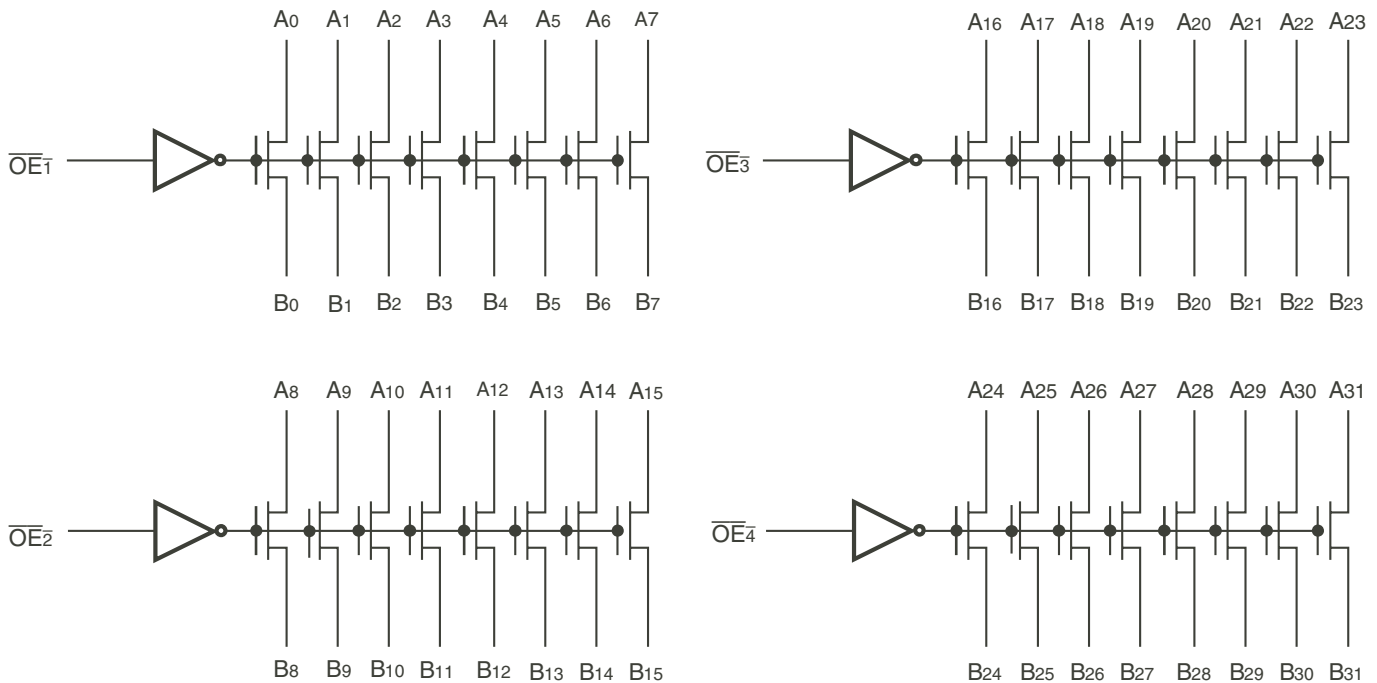 A0 A1 A2 A3 A4 A5 A6 A7
OE1
B0 B1 B2 B3 B4 B5 B6 B7
A16 A17 A18 A19 A20 A21 A22 A23
OE3
B16 B17 B18 B19 B20 B21 B22 B23
A8 A9 A10 A11 A12 A13 A14 A15
OE2
B8 B9 B10 B11 B12 B13 B14 B15
A24 A25 A26 A27 A28 A29 A30 A31
OE4
B24 B25 B26 B27 B28 B29 B30 B31